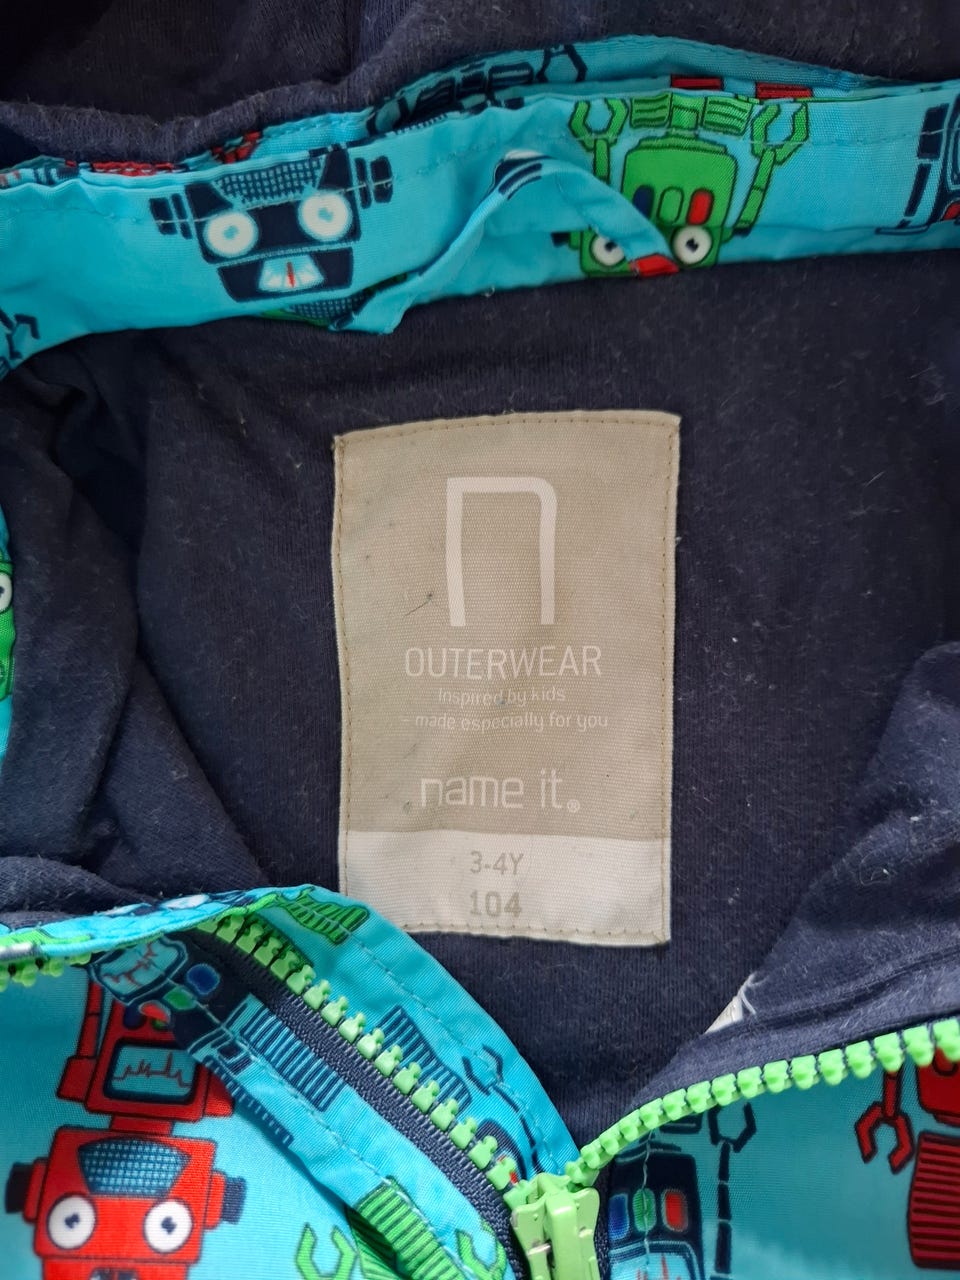 n
OUTERWEAR
Inspired by kids
– made especially for you
name it®
3-4Y
104